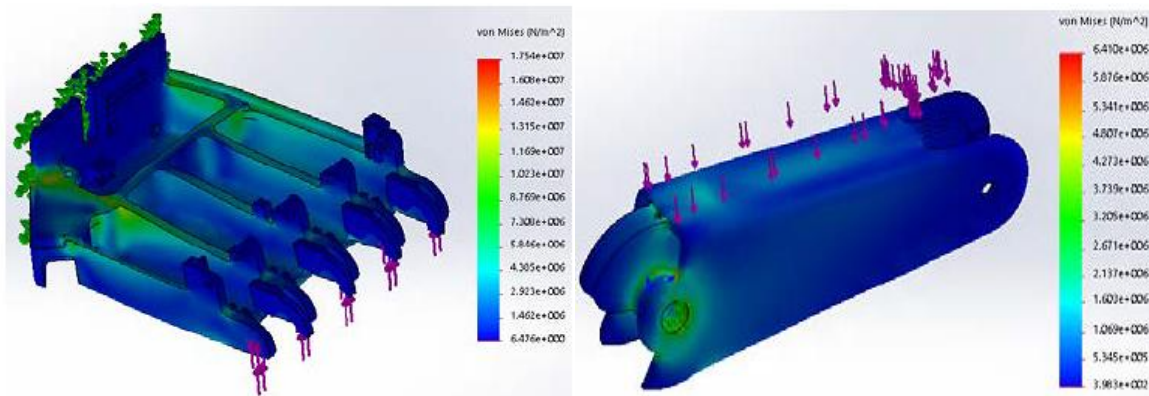 von Mises (N/m^2)
1.754e+007
1.608e+007
1.462e+007
1.315e+007
1.169e+007
1.023e+007
8.769e+006
7.308e+006
5.846e+006
4.385e+006
2.923e+006
1.462e+006
6.476e+000
von Mises (N/m^2)
6.410e+006
5.876e+006
5.341e+006
4.807e+006
4.273e+006
3.739e+006
3.205e+006
2.671e+006
2.137e+006
1.603e+006
1.069e+006
5.345e+005
3.983e+002